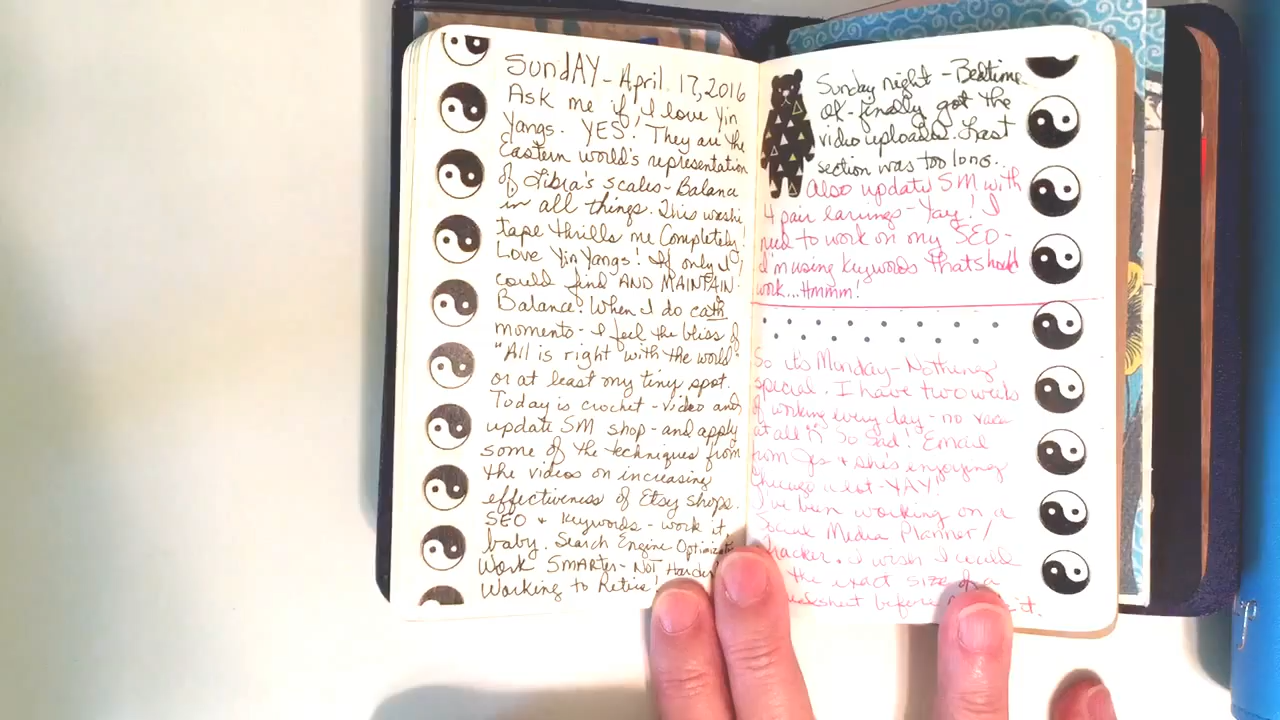 SundAY - April. 17, 2016
Ask me if I love Yin
Yangs. YES! They are the
Eastern world's representation
of Libra's scales - Balance
in all things. This washi
tape thrills me Completely!
Love Yin Yangs! If only I
could find AND MAINTAIN
Balance! When I do catch
moments - I feel the bliss of
"All is right with the world"
or at least my tiny spot.
Today is crochet - video and
update SM shop - and apply
some of the techniques from
the videos on increasing
effectiveness of Etsy shops.
SEO + Keywords - work it,
baby. Search Engine
Work SMARTER - NOT Harder!
Working to Retire!
Sunday night - Bedtime.
OK - finally got the
video uploaded. Last
section was too long...
Also update SM with
4 pair earrings - Yay! I
need to work on my SEO -
I'm using keywords that should
work... Hmmm!
So it's Munday - Nothing
special. I have two weeks
of working every day - no vaca
at all So Sad! Email
from Jes + she's enjoying
Chicago a lot - YAY!
I've been working on a
Social Media Planner/
Tracker. I wish I could
the exact size of a
before it.